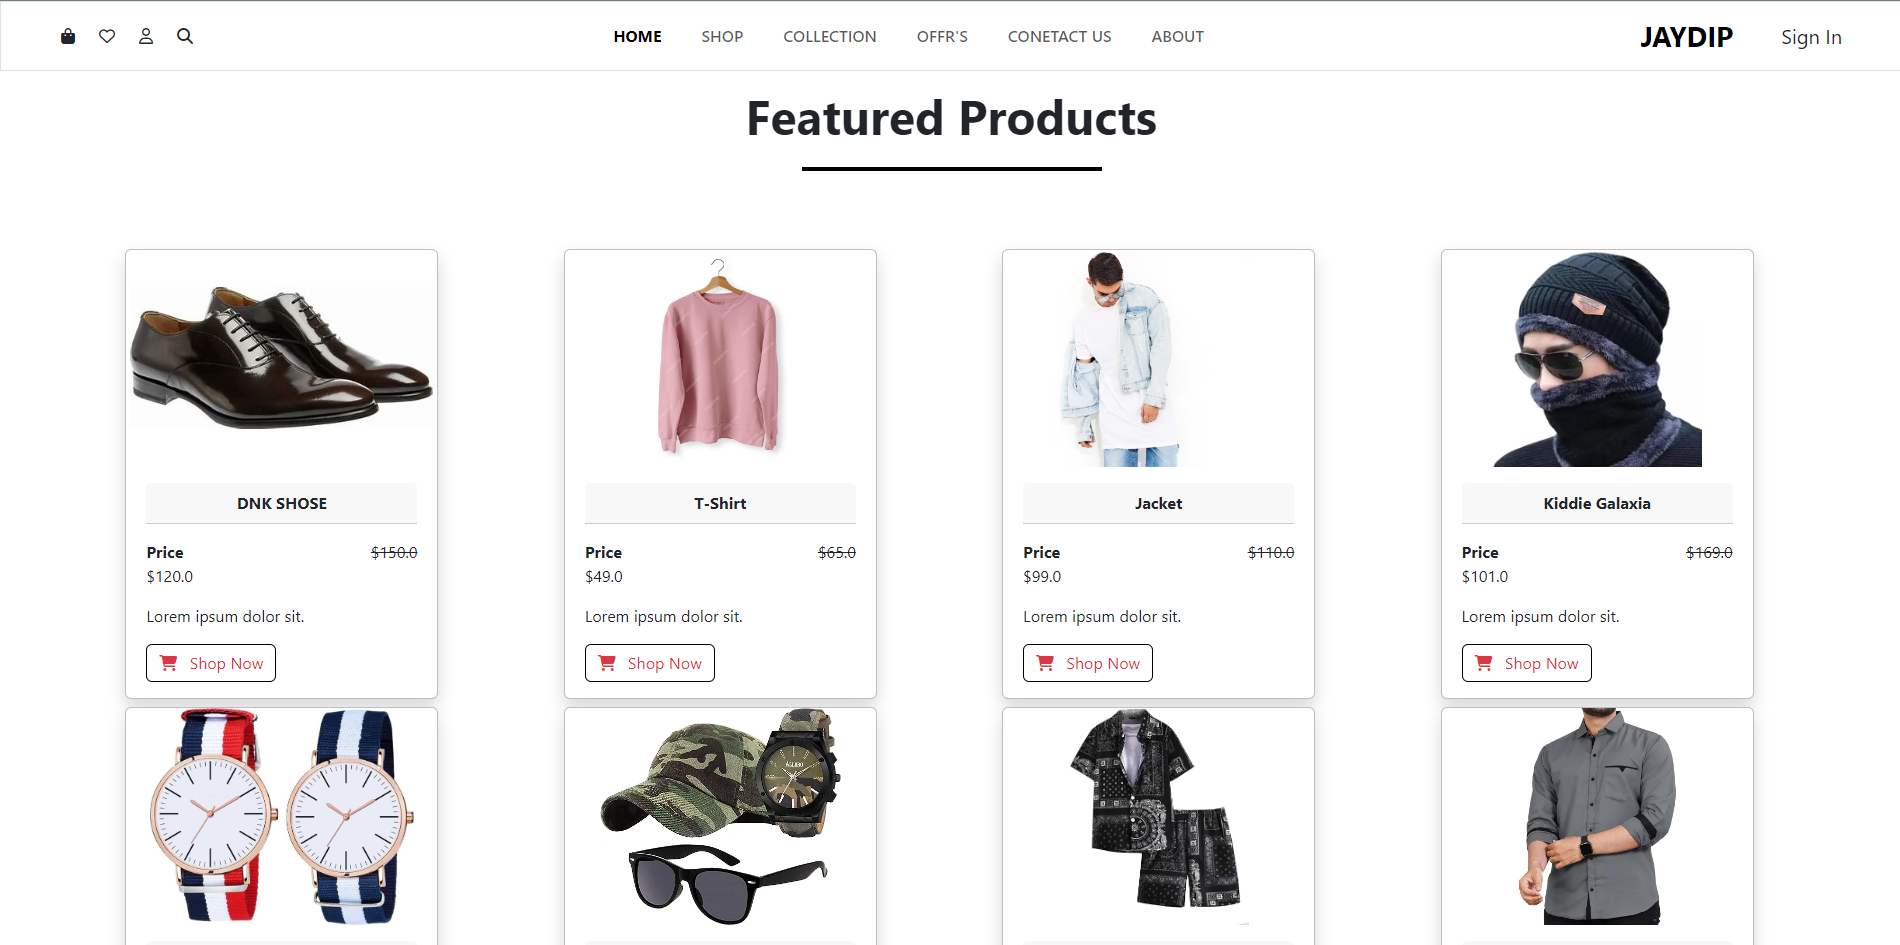 HOME SHOP COLLECTION OFFR'S CONETACT US ABOUT JAYDIP Sign In
Featured Products
DNK SHOSE
Price $150.0
$120.0
Lorem ipsum dolor sit.
Shop Now
T-Shirt
Price $65.0
$49.0
Lorem ipsum dolor sit.
Shop Now
Jacket
Price $110.0
$99.0
Lorem ipsum dolor sit.
Shop Now
Kiddie Galaxia
Price $169.0
$101.0
Lorem ipsum dolor sit.
Shop Now